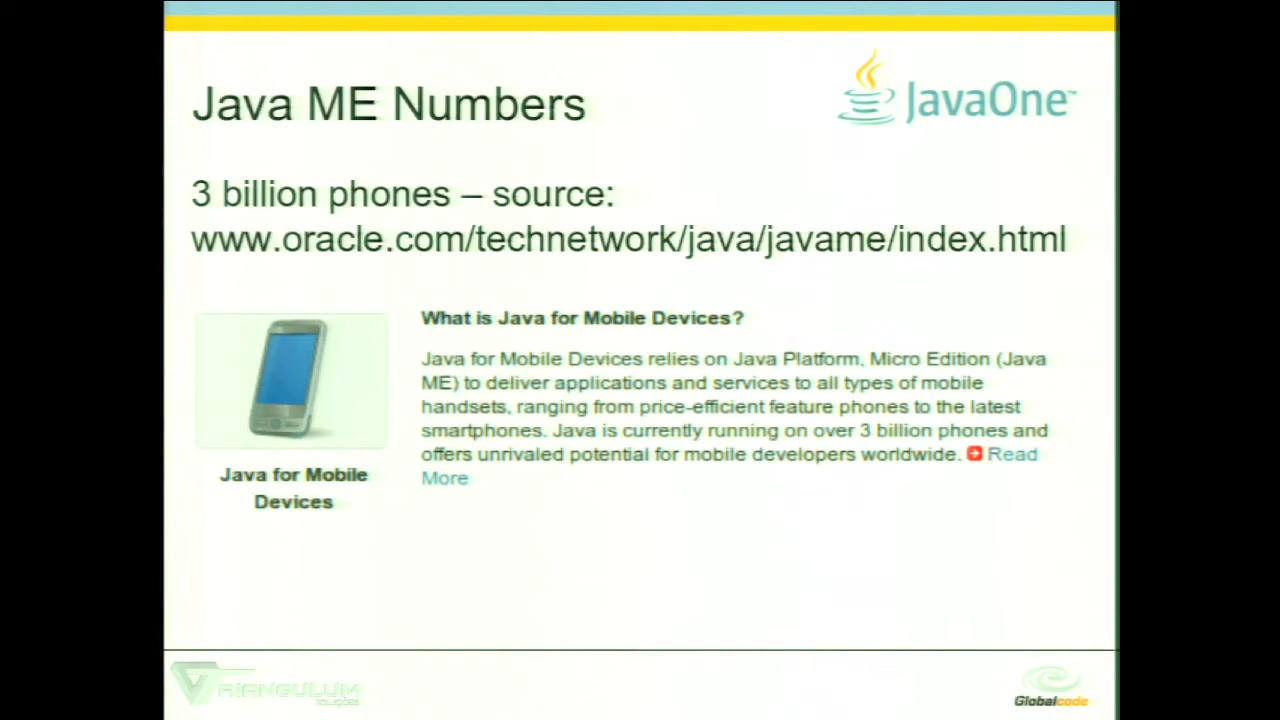 Java ME Numbers
JavaOne™
3 billion phones – source:
www.oracle.com/technetwork/java/javame/index.html
What is Java for Mobile Devices?
Java for Mobile Devices relies on Java Platform, Micro Edition (Java
ME) to deliver applications and services to all types of mobile
handsets, ranging from price-efficient feature phones to the latest
smartphones. Java is currently running on over 3 billion phones and
offers unrivaled potential for mobile developers worldwide. Read
More
Java for Mobile
Devices
TRIANGULUM
SOLUÇÕES
Globalcode